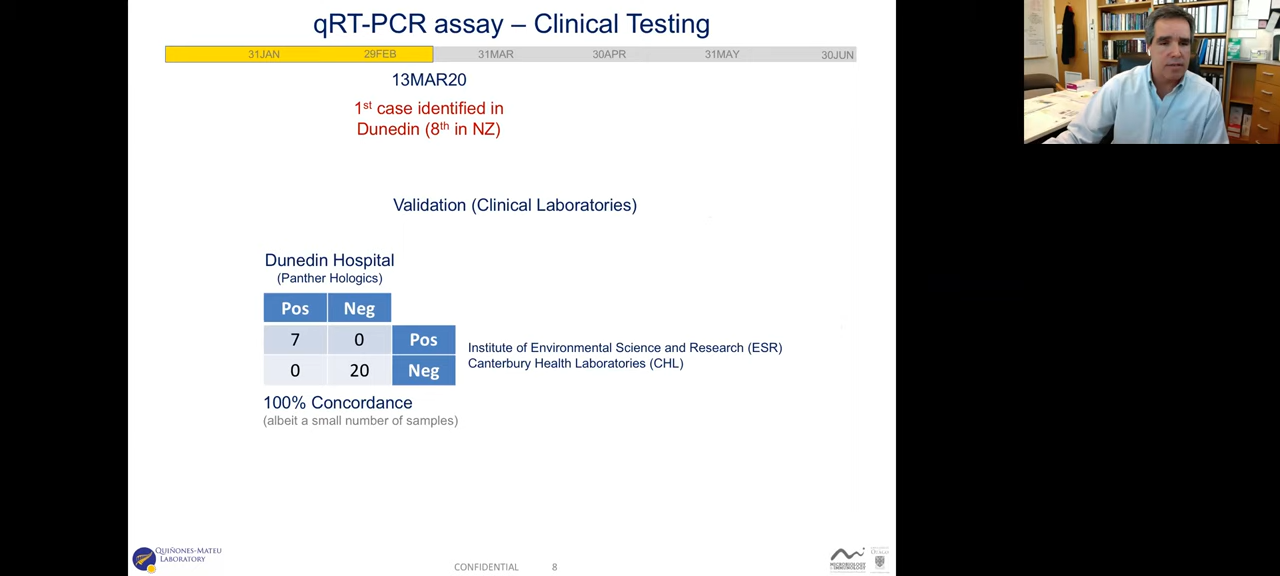 qRT-PCR assay – Clinical Testing
31JAN 29FEB 31MAR 30APR 31MAY 30JUN
13MAR20
1st case identified in
Dunedin (8th in NZ)
Validation (Clinical Laboratories)
Dunedin Hospital
(Panther Hologics)
Pos Neg
7 0 Pos
0 20 Neg
Institute of Environmental Science and Research (ESR)
Canterbury Health Laboratories (CHL)
100% Concordance
(albeit a small number of samples)
QUIÑONES-MATEU
LABORATORY
CONFIDENTIAL 8
MICROBIOLOGY
& IMMUNOLOGY